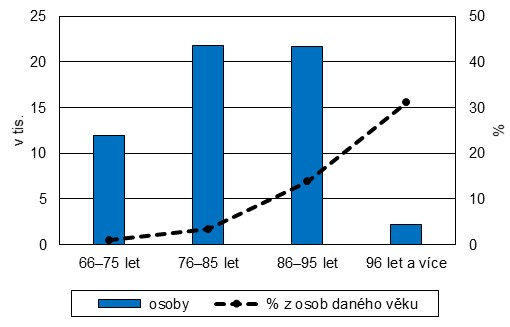 25 50
20 40
15 30
10 20
5 10
0 0
v tis.
%
66–75 let 76–85 let 86–95 let 96 let a více
osoby % z osob daného věku